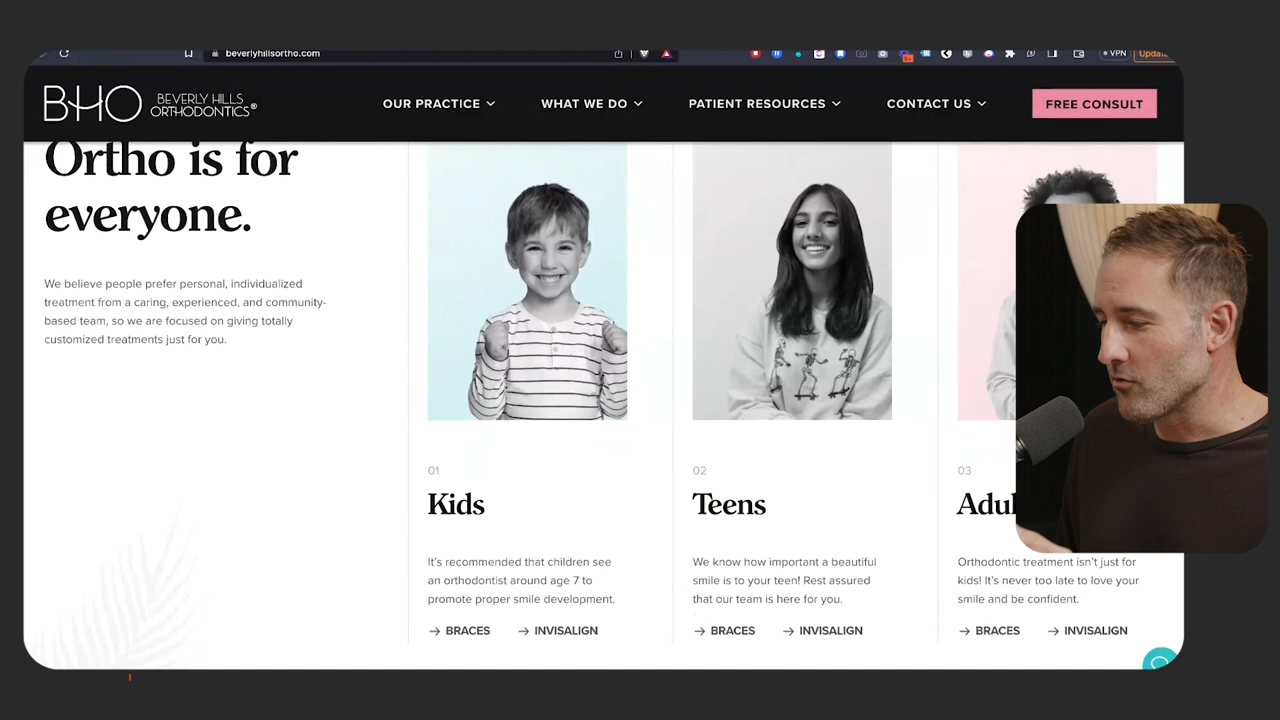 beverlyhillsortho.com
VPN
BHO BEVERLY HILLS
ORTHODONTICS®
OUR PRACTICE
WHAT WE DO
PATIENT RESOURCES
CONTACT US
FREE CONSULT
Ortho is for
everyone.
We believe people prefer personal, individualized
treatment from a caring, experienced, and community-
based team, so we are focused on giving totally
customized treatments just for you.
01
Kids
It's recommended that children see
an orthodontist around age 7 to
promote proper smile development.
→ BRACES → INVISALIGN
02
Teens
We know how important a beautiful
smile is to your teen! Rest assured
that our team is here for you.
→ BRACES → INVISALIGN
03
Adul
Orthodontic treatment isn't just for
kids! It's never too late to love your
smile and be confident.
→ BRACES → INVISALIGN